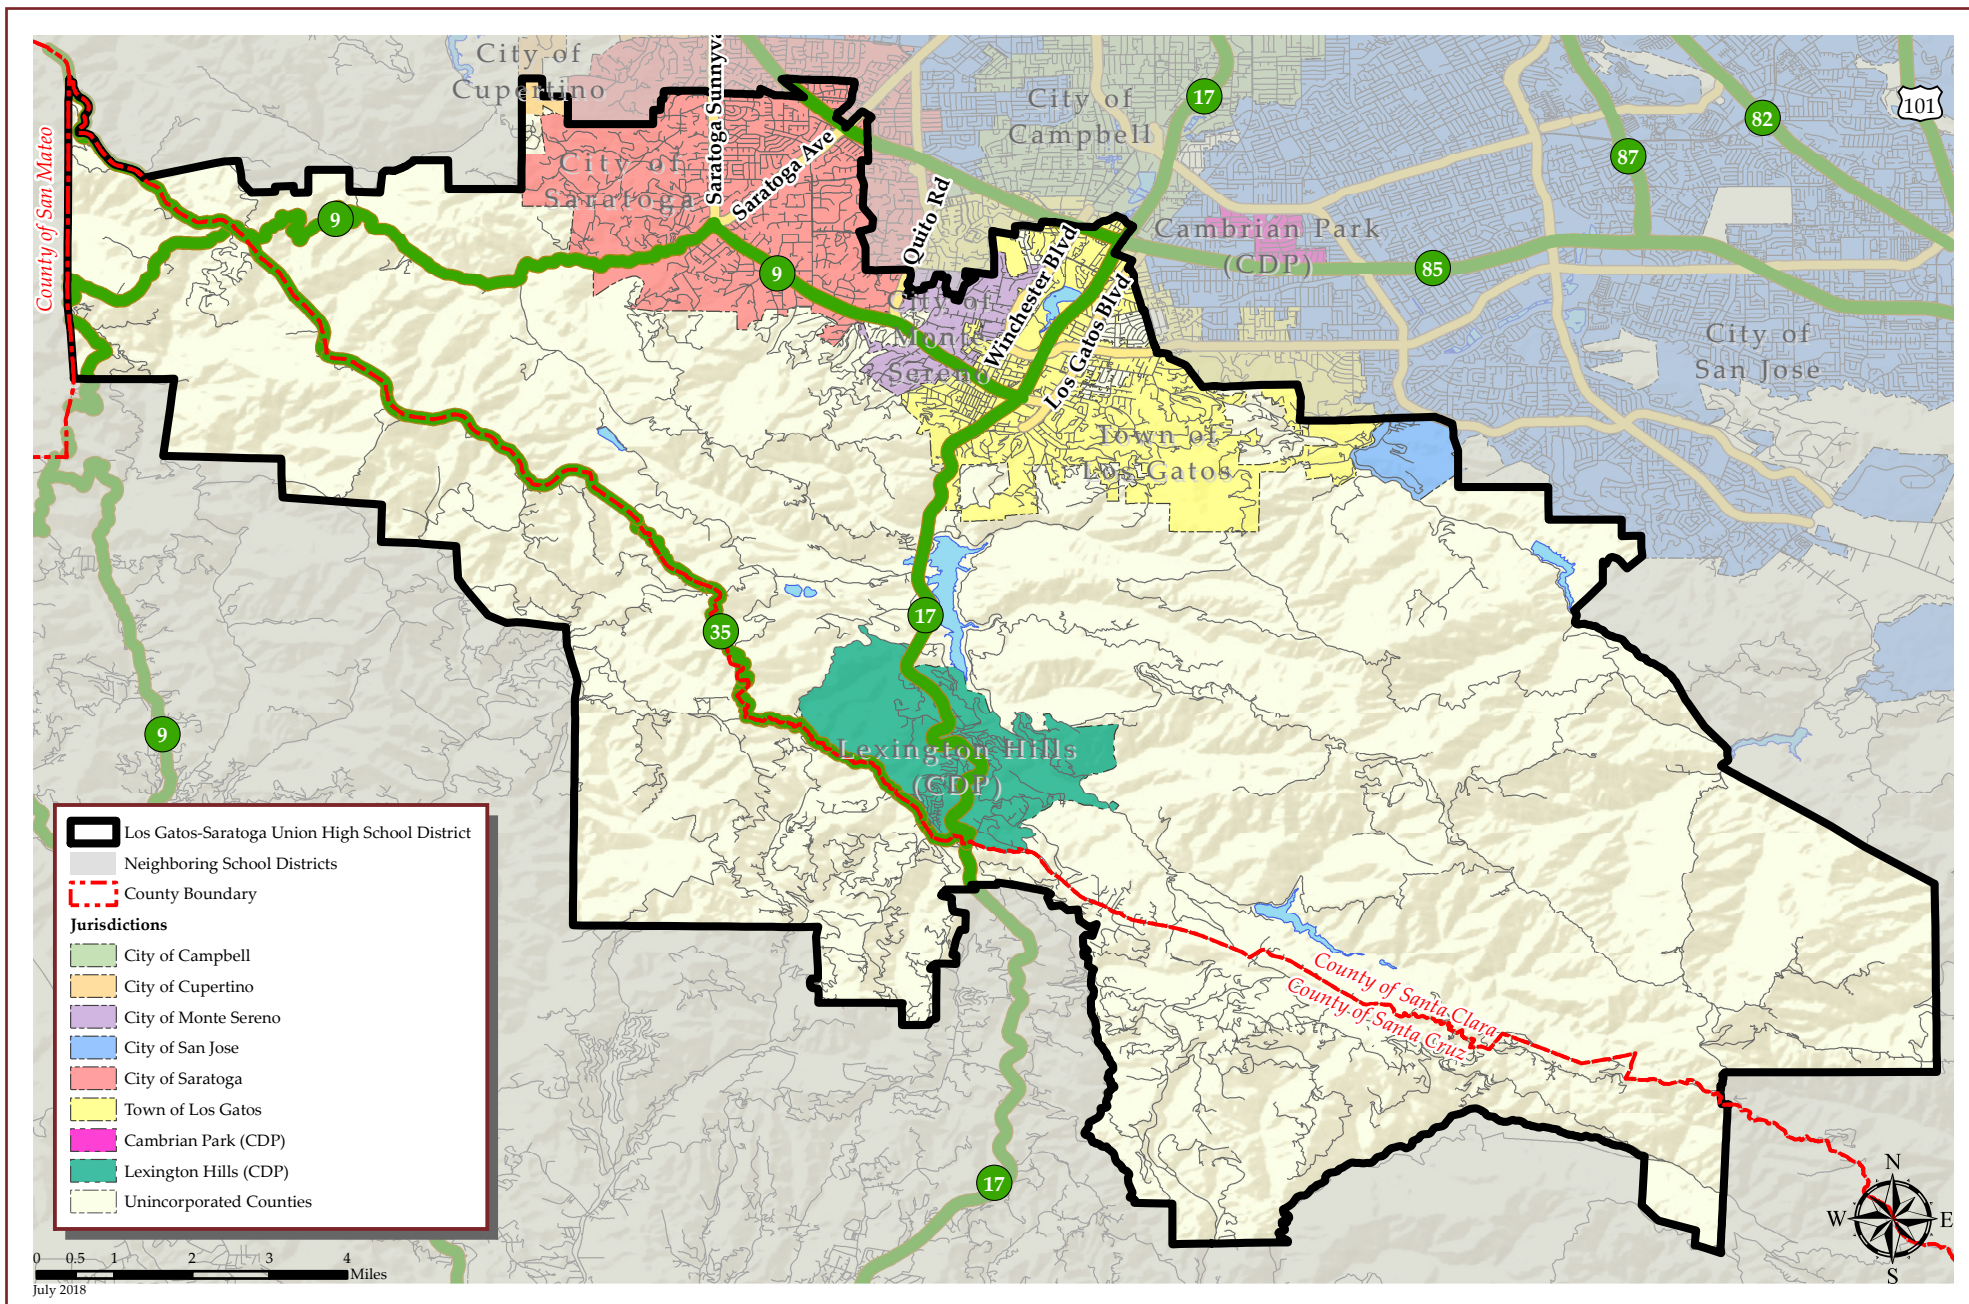 City of
Cupertino
Saratoga Sunnyva
City of
Campbell
17
101
82
87
County of San Mateo
City of
Saratoga
Saratoga Ave
Quito Rd
9
9
Winchester Blvd
Cambrian Park
(CDP)
85
Los Gatos Blvd
City of
Monte
Sereno
City of
San Jose
Town of
Los Gatos
17
35
9
Lexington Hills
(CDP)
County of Santa Clara
County of Santa Cruz
17
Los Gatos-Saratoga Union High School District
Neighboring School Districts
County Boundary
Jurisdictions
City of Campbell
City of Cupertino
City of Monte Sereno
City of San Jose
City of Saratoga
Town of Los Gatos
Cambrian Park (CDP)
Lexington Hills (CDP)
Unincorporated Counties
0 0.5 1 2 3 4
Miles
July 2018
N
W E
S